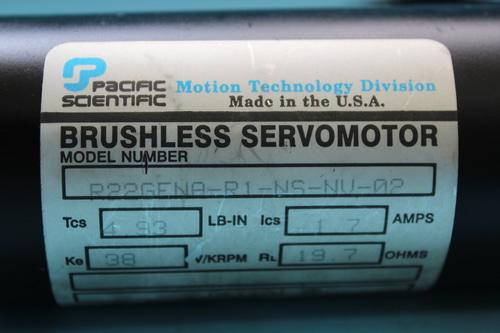 PACIFIC
SCIENTIFIC
Motion Technology Division
Made in the U.S.A.
BRUSHLESS SERVOMOTOR
MODEL NUMBER
R22GENA-R1-NS-NV-02
Tcs 4.93 LB-IN Ics 1.7 AMPS
Ke 38 V/KRPM RL 19.7 OHMS